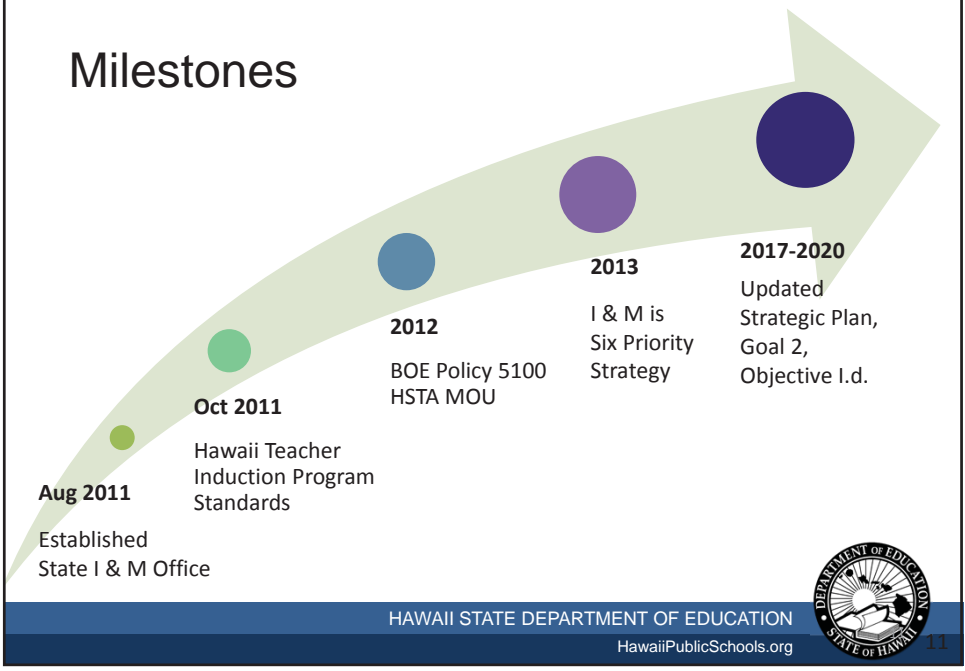 Milestones
Aug 2011
Established
State I & M Office
Oct 2011
Hawaii Teacher
Induction Program
Standards
2012
BOE Policy 5100
HSTA MOU
2013
I & M is
Six Priority
Strategy
2017-2020
Updated
Strategic Plan,
Goal 2,
Objective I.d.
HAWAII STATE DEPARTMENT OF EDUCATION
HawaiiPublicSchools.org
DEPARTMENT OF EDUCATION
STATE OF HAWAII
11